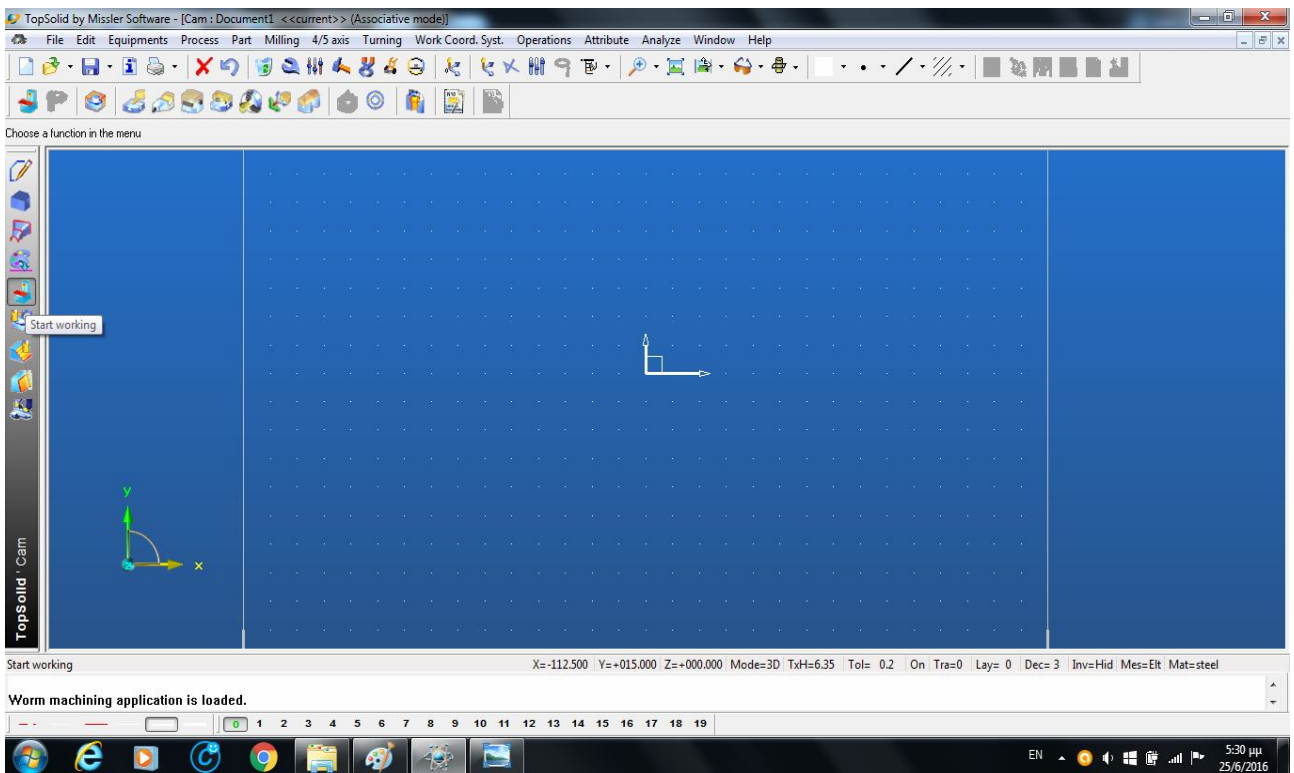 TopSolid by Missler Software - [Cam : Document1 <<current>> (Associative mode)]
File Edit Equipments Process Part Milling 4/5 axis Turning Work Coord. Syst. Operations Attribute Analyze Window Help
Choose a function in the menu
Start working
y
x
TopSolid ' Cam
Start working X=-112.500 Y=+015.000 Z=+000.000 Mode=3D TxH=6.35 Tol= 0.2 On Tra=0 Lay= 0 Dec= 3 Inv=Hid Mes=Elt Mat=steel
Worm machining application is loaded.
0 1 2 3 4 5 6 7 8 9 10 11 12 13 14 15 16 17 18 19
EN 5:30 μμ
25/6/2016